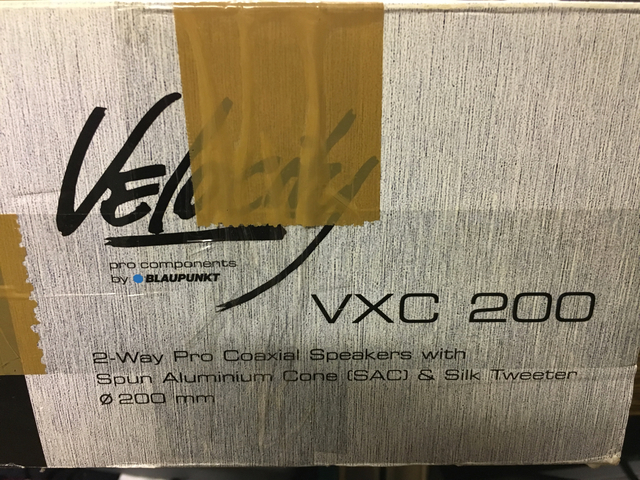 Velocity
pro components
by BLAUPUNKT
VXC 200
2-Way Pro Coaxial Speakers with
Spun Aluminium Cone (SAC) & Silk Tweeter
Ø 200 mm